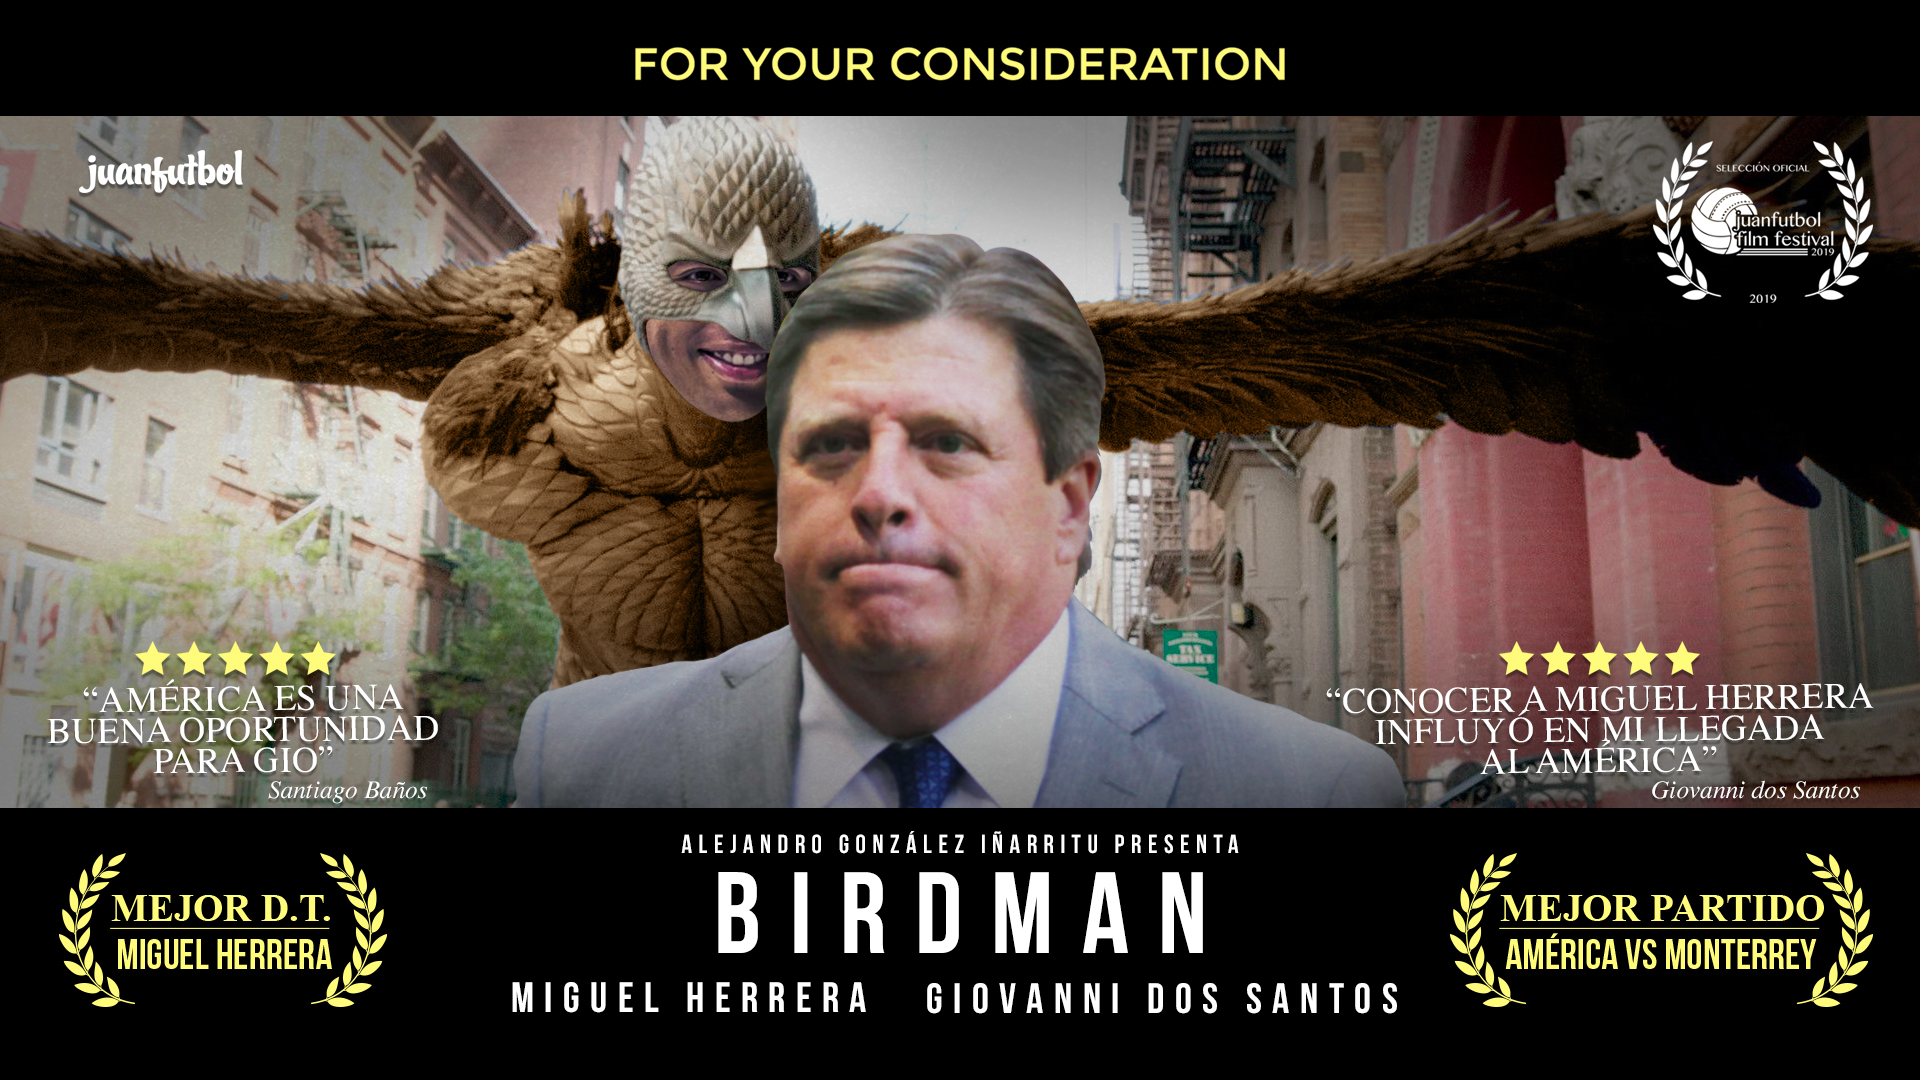 FOR YOUR CONSIDERATION
juanfutbol
SELECCIÓN OFICIAL
juanfutbol
film festival
2019
2019
TAX
SERVICE
“AMÉRICA ES UNA
BUENA OPORTUNIDAD
PARA GIO”
Santiago Baños
“CONOCER A MIGUEL HERRERA
INFLUYÓ EN MI LLEGADA
AL AMÉRICA”
Giovanni dos Santos
ALEJANDRO GONZÁLEZ IÑARRITU PRESENTA
BIRDMAN
MIGUEL HERRERA GIOVANNI DOS SANTOS
MEJOR D.T.
MIGUEL HERRERA
MEJOR PARTIDO
AMÉRICA VS MONTERREY